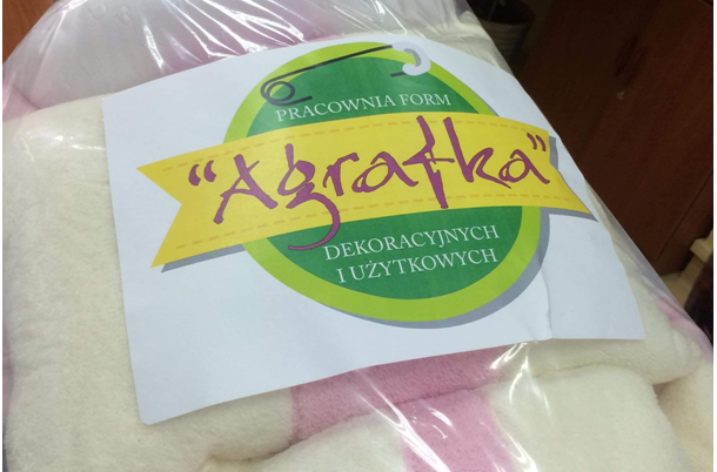 PRACOWNIA FORM
“Agrafka”
DEKORACYJNYCH
I UŻYTKOWYCH